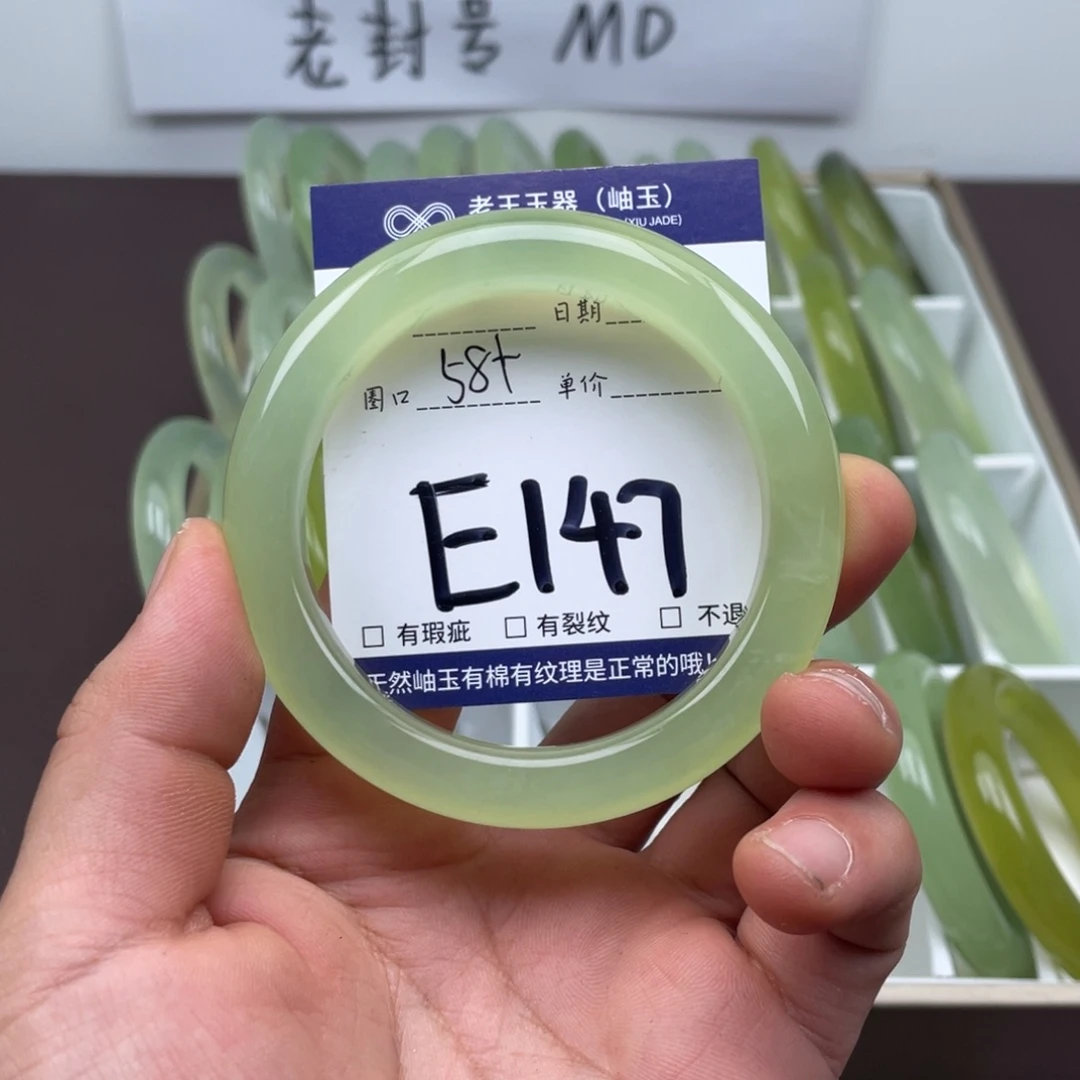 老封号 MD
老王玉器（岫玉）
(XIU JADE)
日期
圈口 58+ 单价
E147
□ 有瑕疵 □ 有裂纹 □ 不退
天然岫玉有棉有纹理是正常的哦!